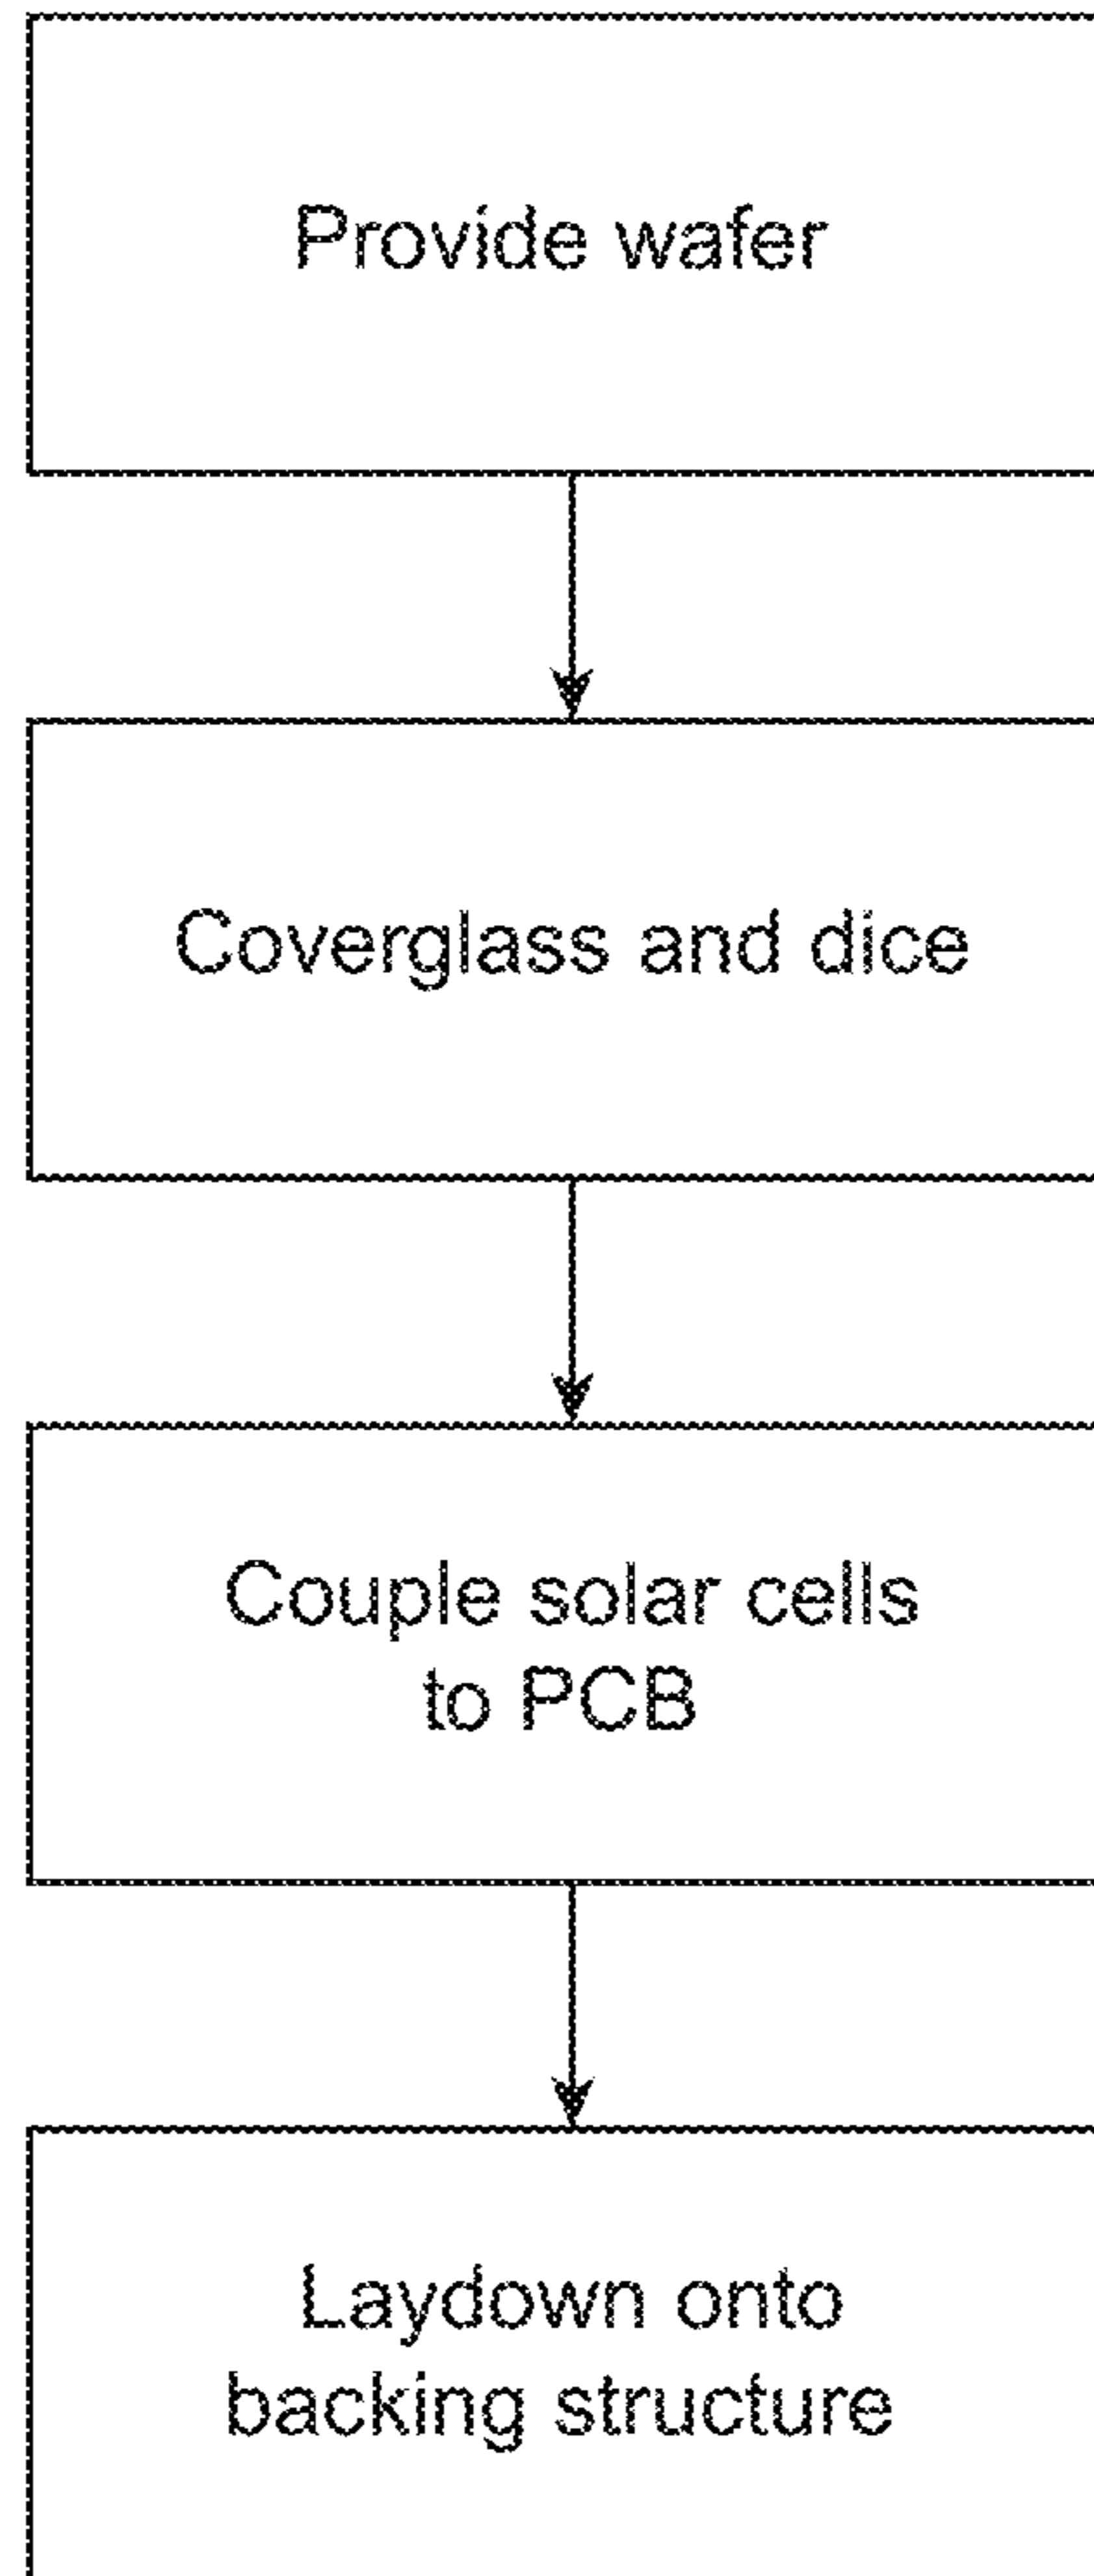 Provide wafer
Coverglass and dice
Couple solar cells
to PCB
Laydown onto
backing structure